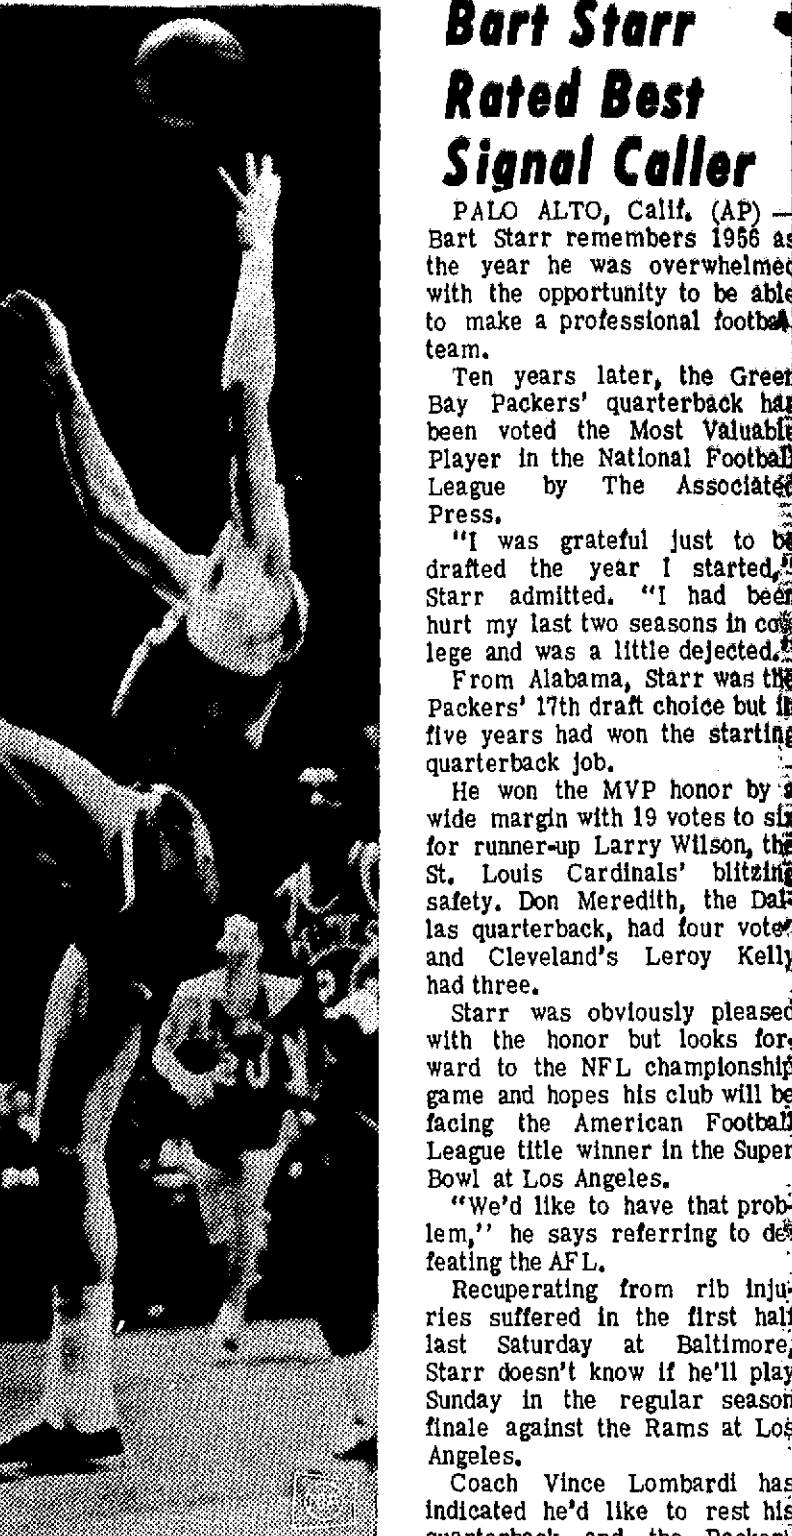 Bart Starr
Rated Best
Signal Caller
PALO ALTO, Calif. (AP) —
Bart Starr remembers 1956 as
the year he was overwhelmed
with the opportunity to be able
to make a professional football
team.
Ten years later, the Green
Bay Packers' quarterback has
been voted the Most Valuable
Player in the National Football
League by The Associated
Press.
"I was grateful just to be
drafted the year I started,"
Starr admitted. "I had been
hurt my last two seasons in col-
lege and was a little dejected."
From Alabama, Starr was the
Packers' 17th draft choice but in
five years had won the starting
quarterback job.
He won the MVP honor by a
wide margin with 19 votes to six
for runner-up Larry Wilson, the
St. Louis Cardinals' blitzing
safety. Don Meredith, the Dal-
las quarterback, had four votes
and Cleveland's Leroy Kelly
had three.
Starr was obviously pleased
with the honor but looks for-
ward to the NFL championship
game and hopes his club will be
facing the American Football
League title winner in the Super
Bowl at Los Angeles.
"We'd like to have that prob-
lem," he says referring to de-
feating the AFL.
Recuperating from rib inju-
ries suffered in the first half
last Saturday at Baltimore,
Starr doesn't know if he'll play
Sunday in the regular season
finale against the Rams at Los
Angeles.
Coach Vince Lombardi has
indicated he'd like to rest his
quarterback and the Packers